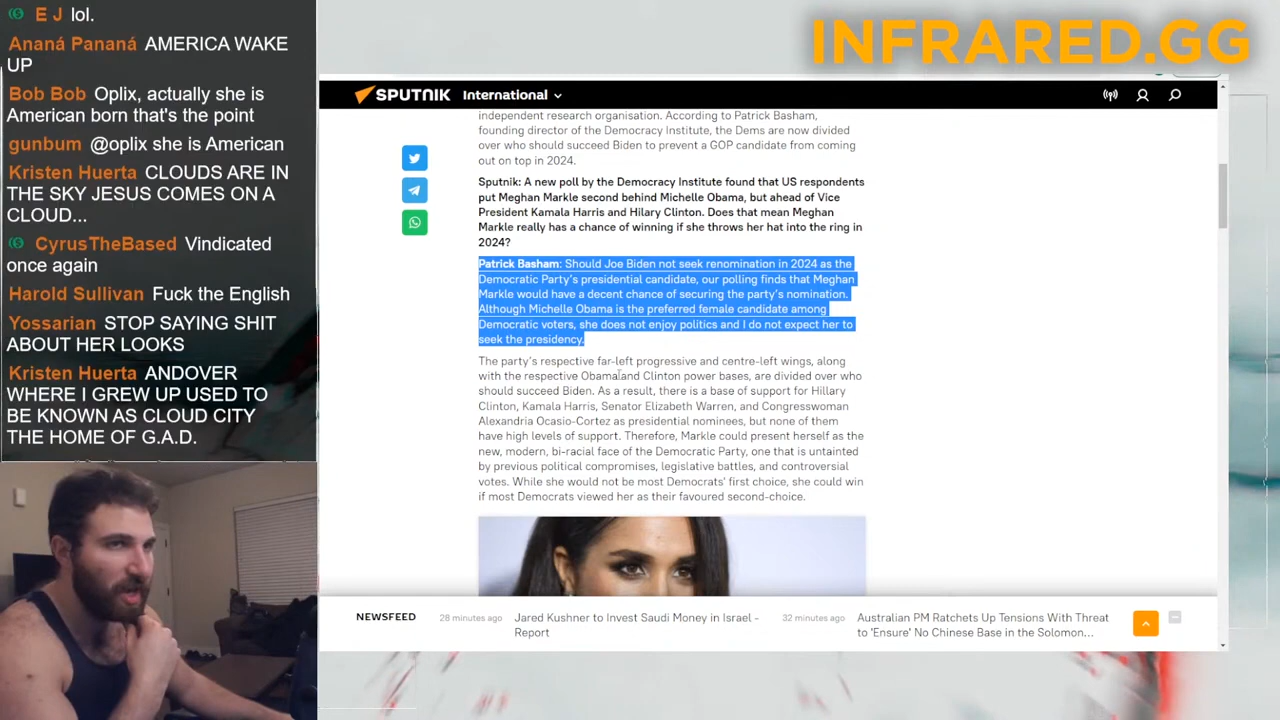 E J lol.
Ananá Pananá AMERICA WAKE
UP
Bob Bob Oplix, actually she is
American born that's the point
gunbum @oplix she is American
Kristen Huerta CLOUDS ARE IN
THE SKY JESUS COMES ON A
CLOUD...
CyrusTheBased Vindicated
once again
Harold Sullivan Fuck the English
Yossarian STOP SAYING SHIT
ABOUT HER LOOKS
Kristen Huerta ANDOVER
WHERE I GREW UP USED TO
BE KNOWN AS CLOUD CITY
THE HOME OF G.A.D.
INFRARED.GG
SPUTNIK International
independent research organisation. According to Patrick Basham,
founding director of the Democracy Institute, the Dems are now divided
over who should succeed Biden to prevent a GOP candidate from coming
out on top in 2024.
Sputnik: A new poll by the Democracy Institute found that US respondents
put Meghan Markle second behind Michelle Obama, but ahead of Vice
President Kamala Harris and Hilary Clinton. Does that mean Meghan
Markle really has a chance of winning if she throws her hat into the ring in
2024?
Patrick Basham: Should Joe Biden not seek renomination in 2024 as the
Democratic Party's presidential candidate, our polling finds that Meghan
Markle would have a decent chance of securing the party's nomination.
Although Michelle Obama is the preferred female candidate among
Democratic voters, she does not enjoy politics and I do not expect her to
seek the presidency.
The party's respective far-left progressive and centre-left wings, along
with the respective Obama and Clinton power bases, are divided over who
should succeed Biden. As a result, there is a base of support for Hillary
Clinton, Kamala Harris, Senator Elizabeth Warren, and Congresswoman
Alexandria Ocasio-Cortez as presidential nominees, but none of them
have high levels of support. Therefore, Markle could present herself as the
new, modern, bi-racial face of the Democratic Party, one that is untainted
by previous political compromises, legislative battles, and controversial
votes. While she would not be most Democrats' first choice, she could win
if most Democrats viewed her as their favoured second-choice.
NEWSFEED
28 minutes ago
Jared Kushner to Invest Saudi Money in Israel -
Report
32 minutes ago
Australian PM Ratchets Up Tensions With Threat
to 'Ensure' No Chinese Base in the Solomon...